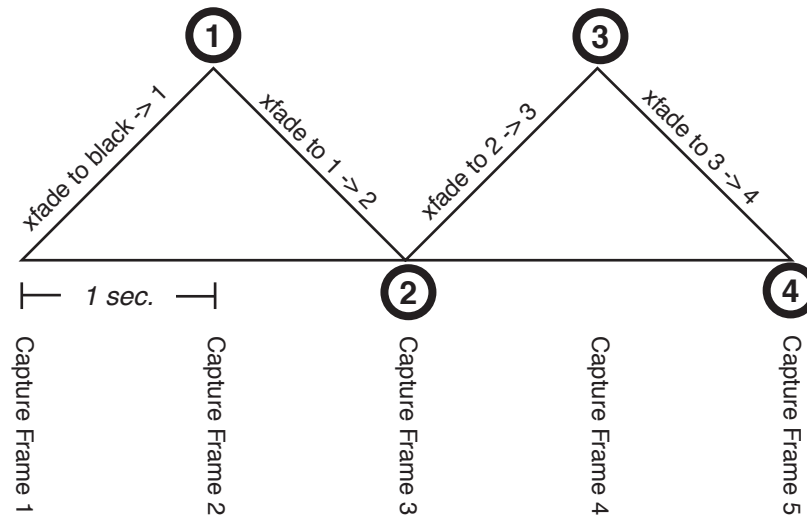 1
3
xfade to black -> 1
xfade to 1 -> 2
xfade to 2 -> 3
xfade to 3 -> 4
1 sec.
2
4
Capture Frame 1
Capture Frame 2
Capture Frame 3
Capture Frame 4
Capture Frame 5